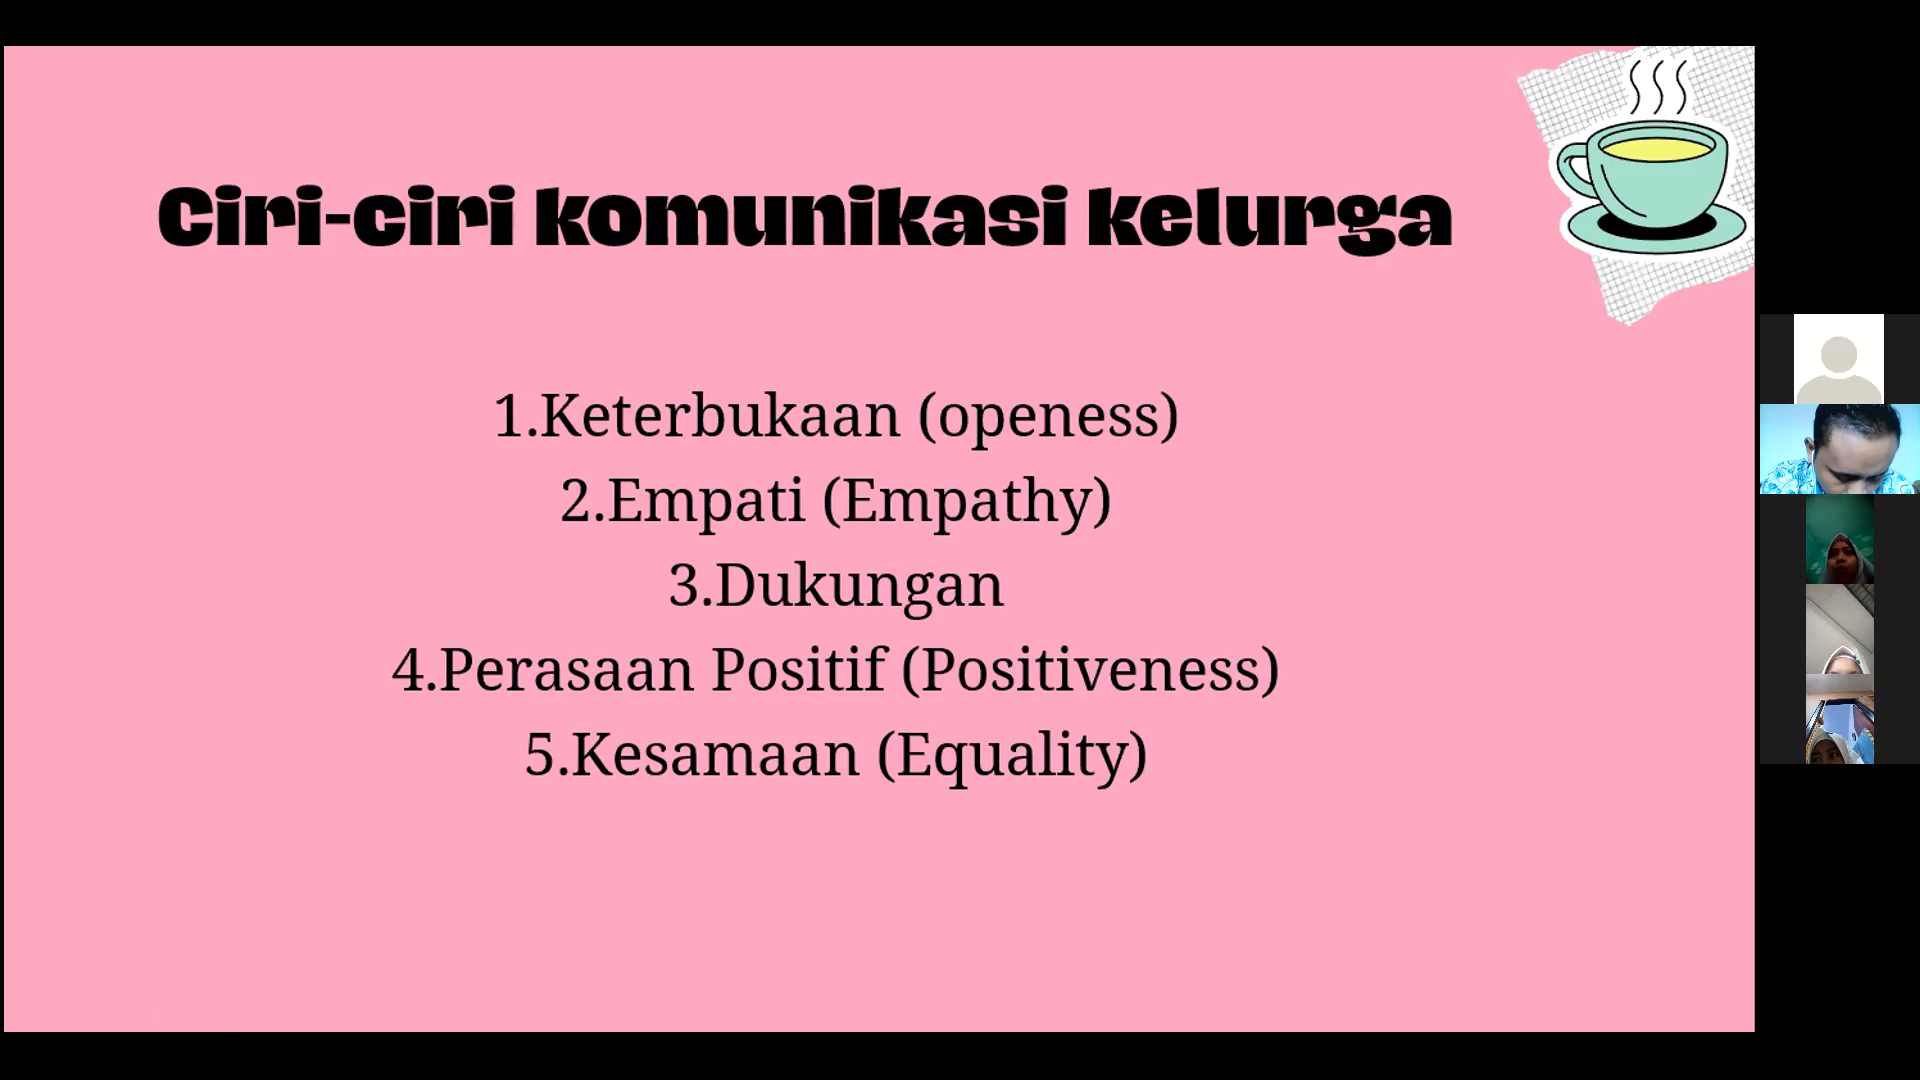 Ciri-ciri komunikasi kelurga
1.Keterbukaan (openess)
2.Empati (Empathy)
3.Dukungan
4.Perasaan Positif (Positiveness)
5.Kesamaan (Equality)